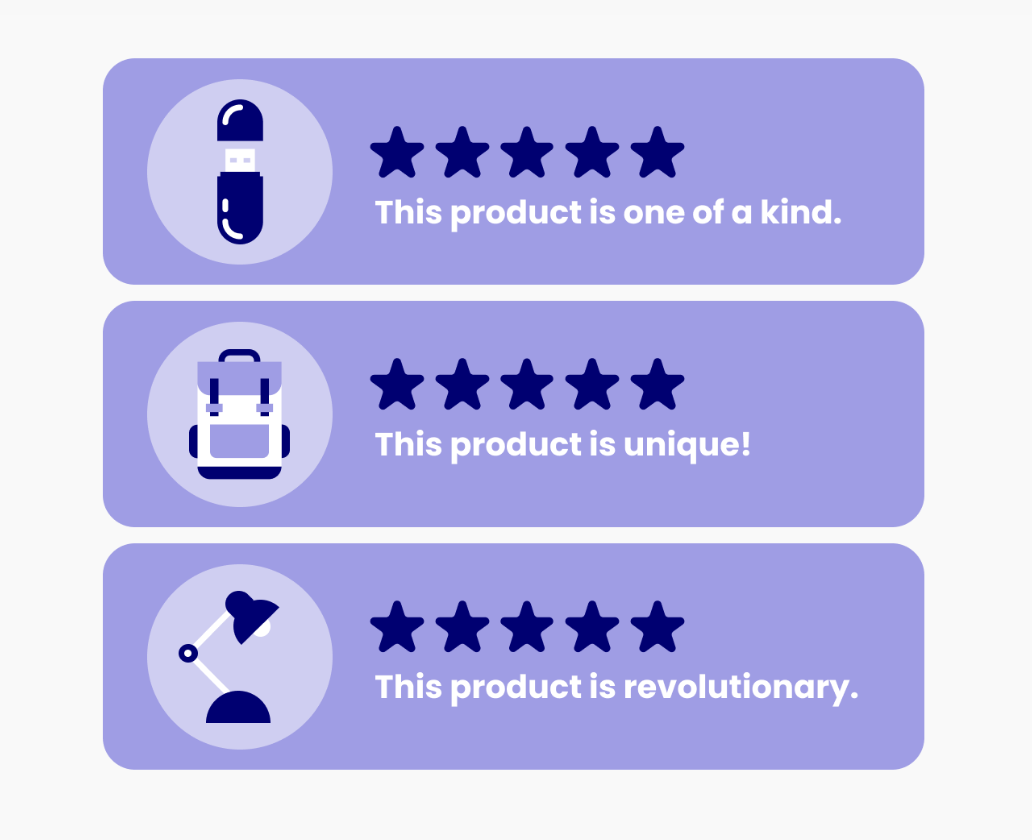 This product is one of a kind.
This product is unique!
This product is revolutionary.